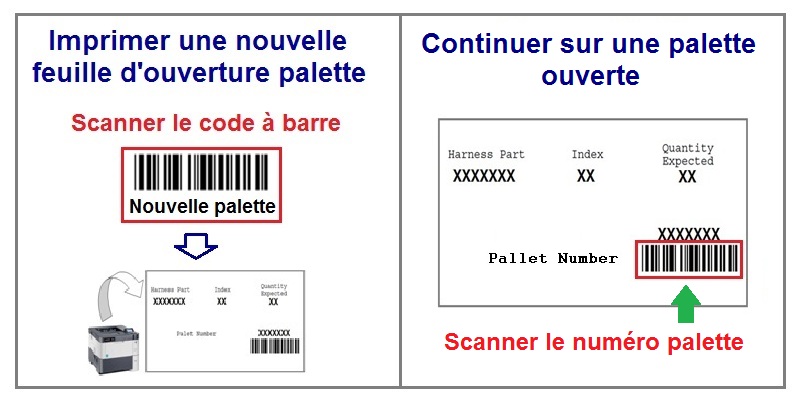 Imprimer une nouvelle
feuille d'ouverture palette
Scanner le code à barre
Nouvelle palette
Harness Part Index Quantity
Expected
XXXXXXX XX XX
Palet Number XXXXXXX
Continuer sur une palette
ouverte
Harness Part Index Quantity
Expected
XXXXXXX XX XX
XXXXXXX
Pallet Number
Scanner le numéro palette